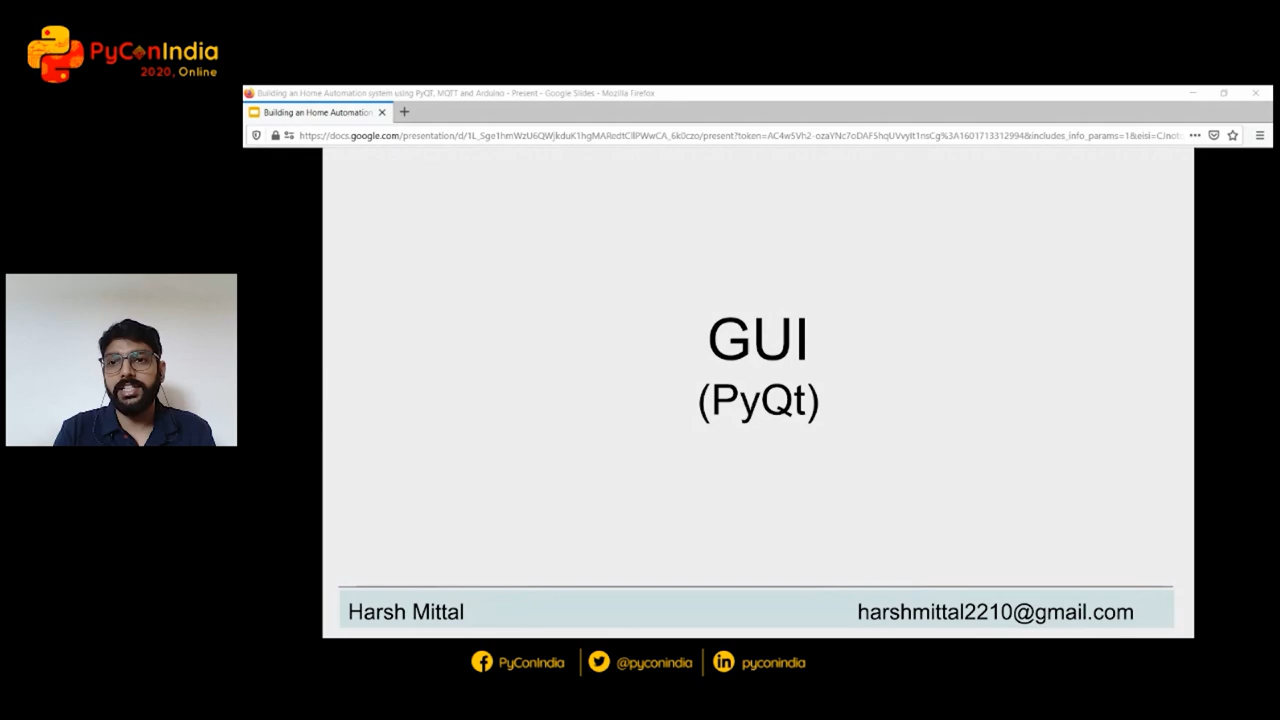 PyConIndia
2020, Online
Building an Home Automation system using PyQT, MQTT and Arduino - Present - Google Slides - Mozilla Firefox
Building an Home Automation
GUI
(PyQt)
Harsh Mittal
harshmittal2210@gmail.com
PyConIndia
@pyconindia
pyconindia